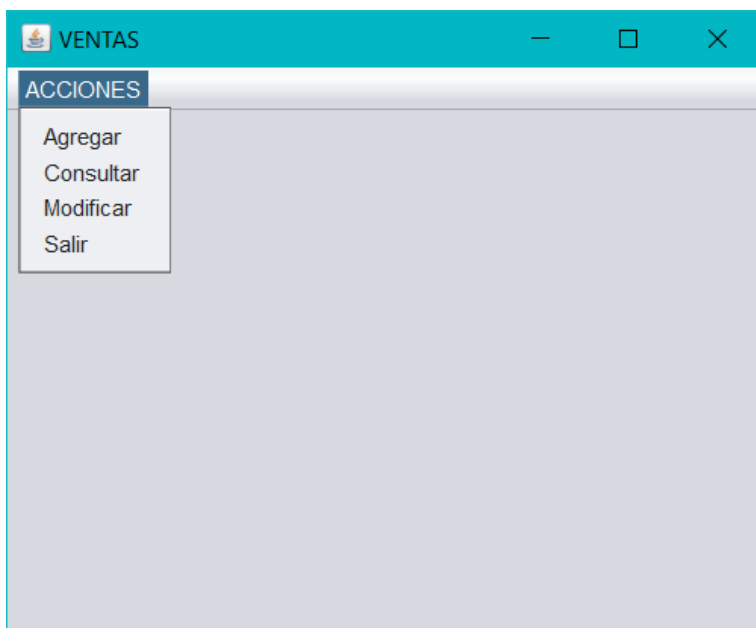 VENTAS
ACCIONES
Agregar
Consultar
Modificar
Salir